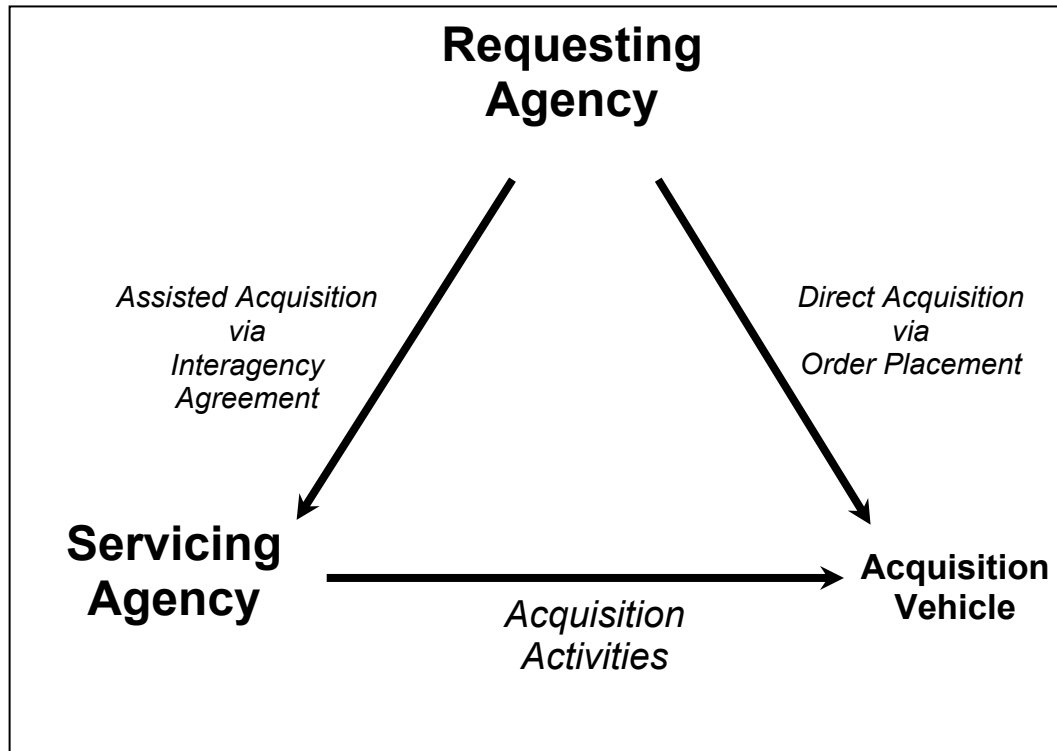 Requesting
Agency
Assisted Acquisition
via
Interagency
Agreement
Direct Acquisition
via
Order Placement
Servicing
Agency
Acquisition
Activities
Acquisition
Vehicle